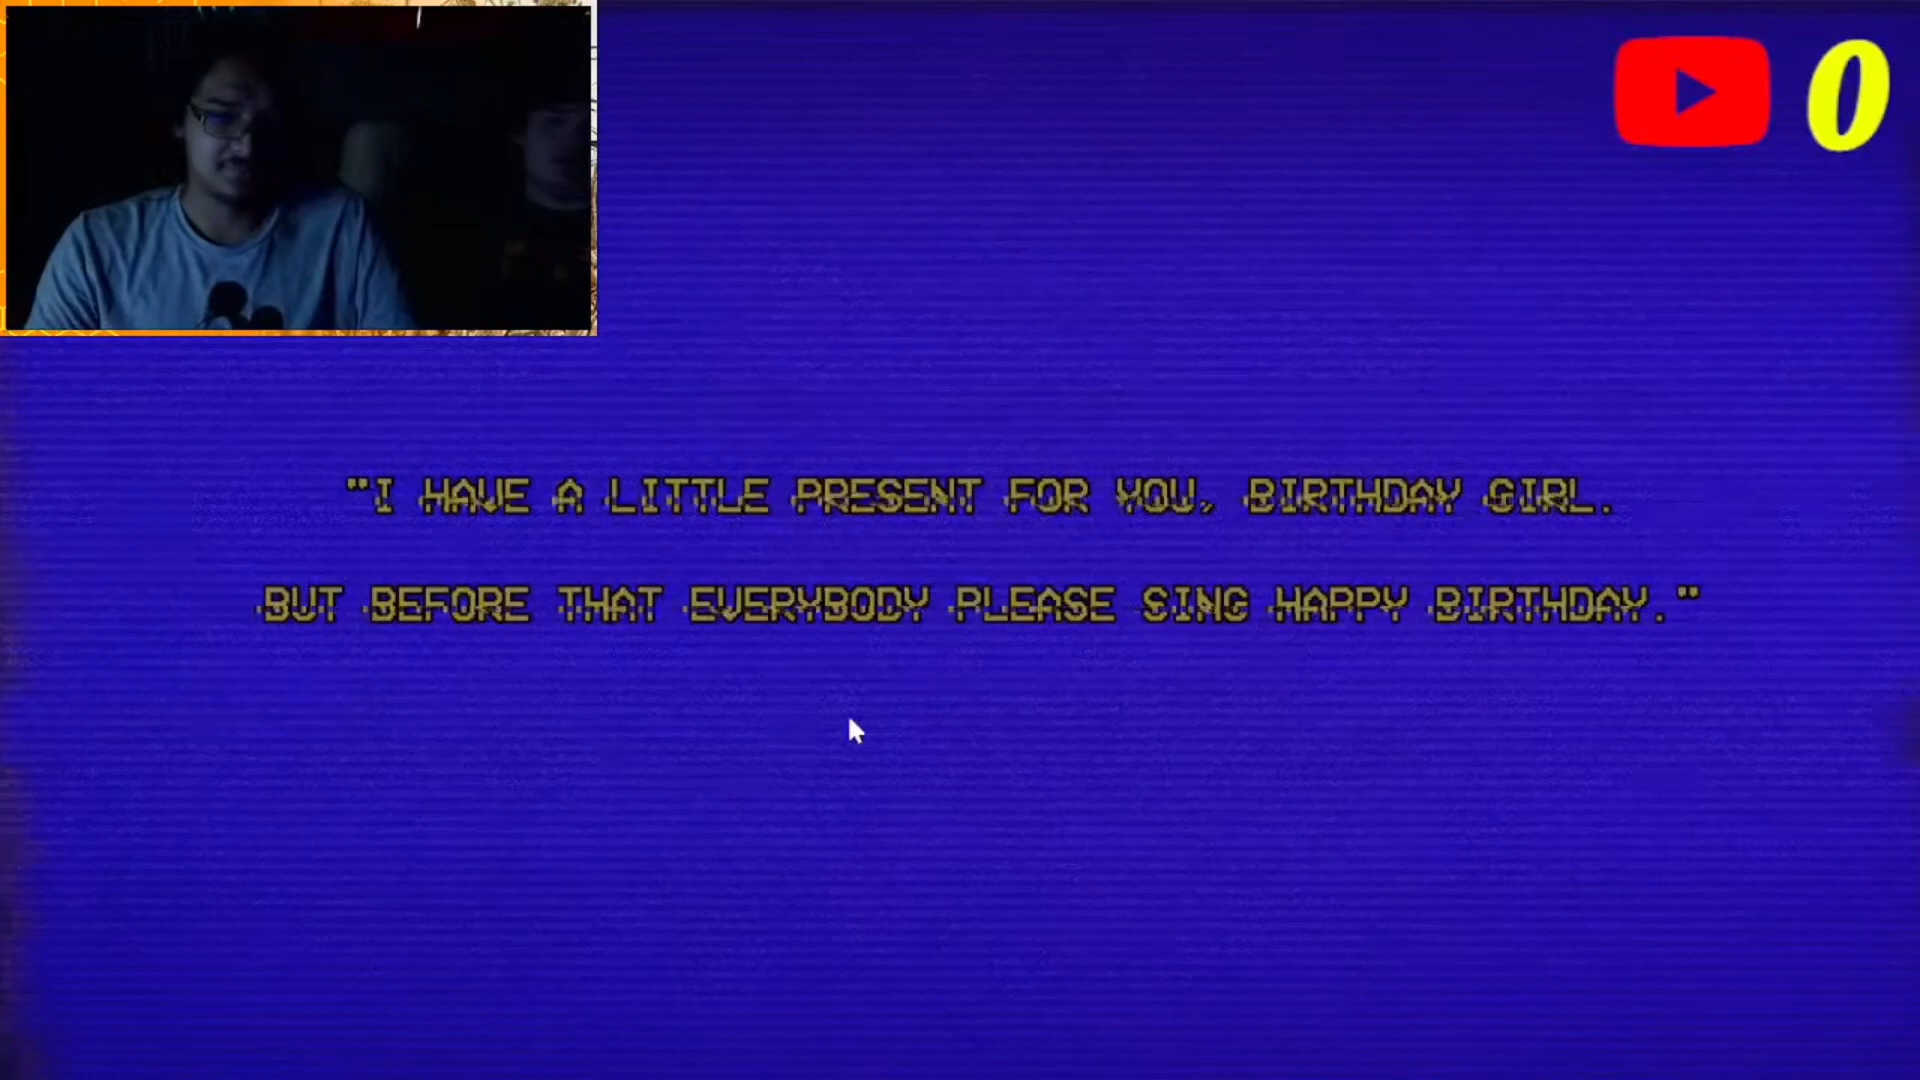 0
"I HAVE A LITTLE PRESENT FOR YOU, BIRTHDAY GIRL.
BUT BEFORE THAT EVERYBODY PLEASE SING HAPPY BIRTHDAY."